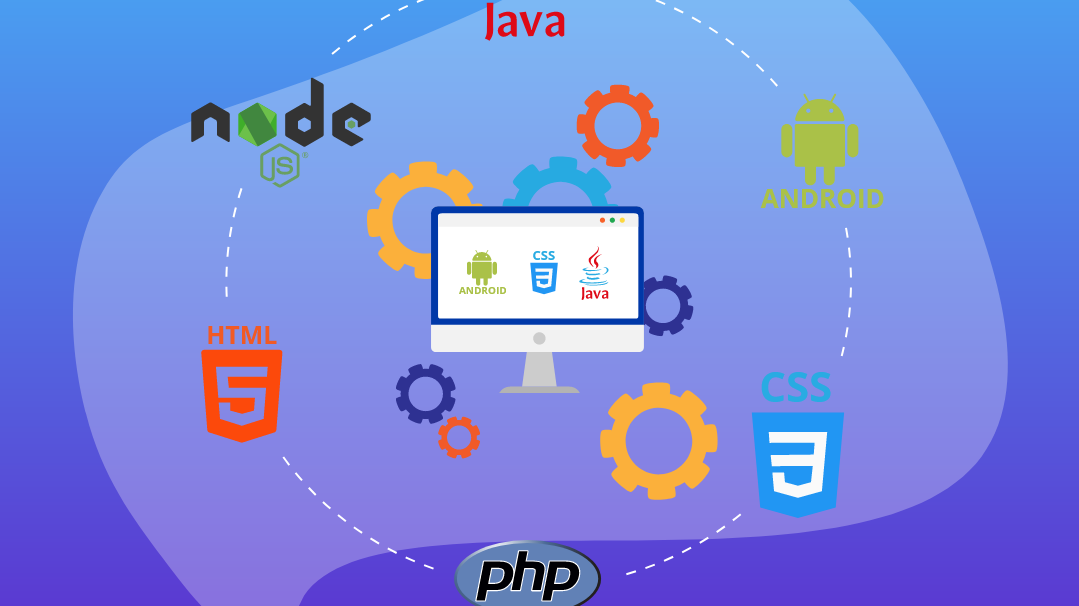 Java
node
JS®
ANDROID
CSS
ANDROID
Java
HTML
CSS
php